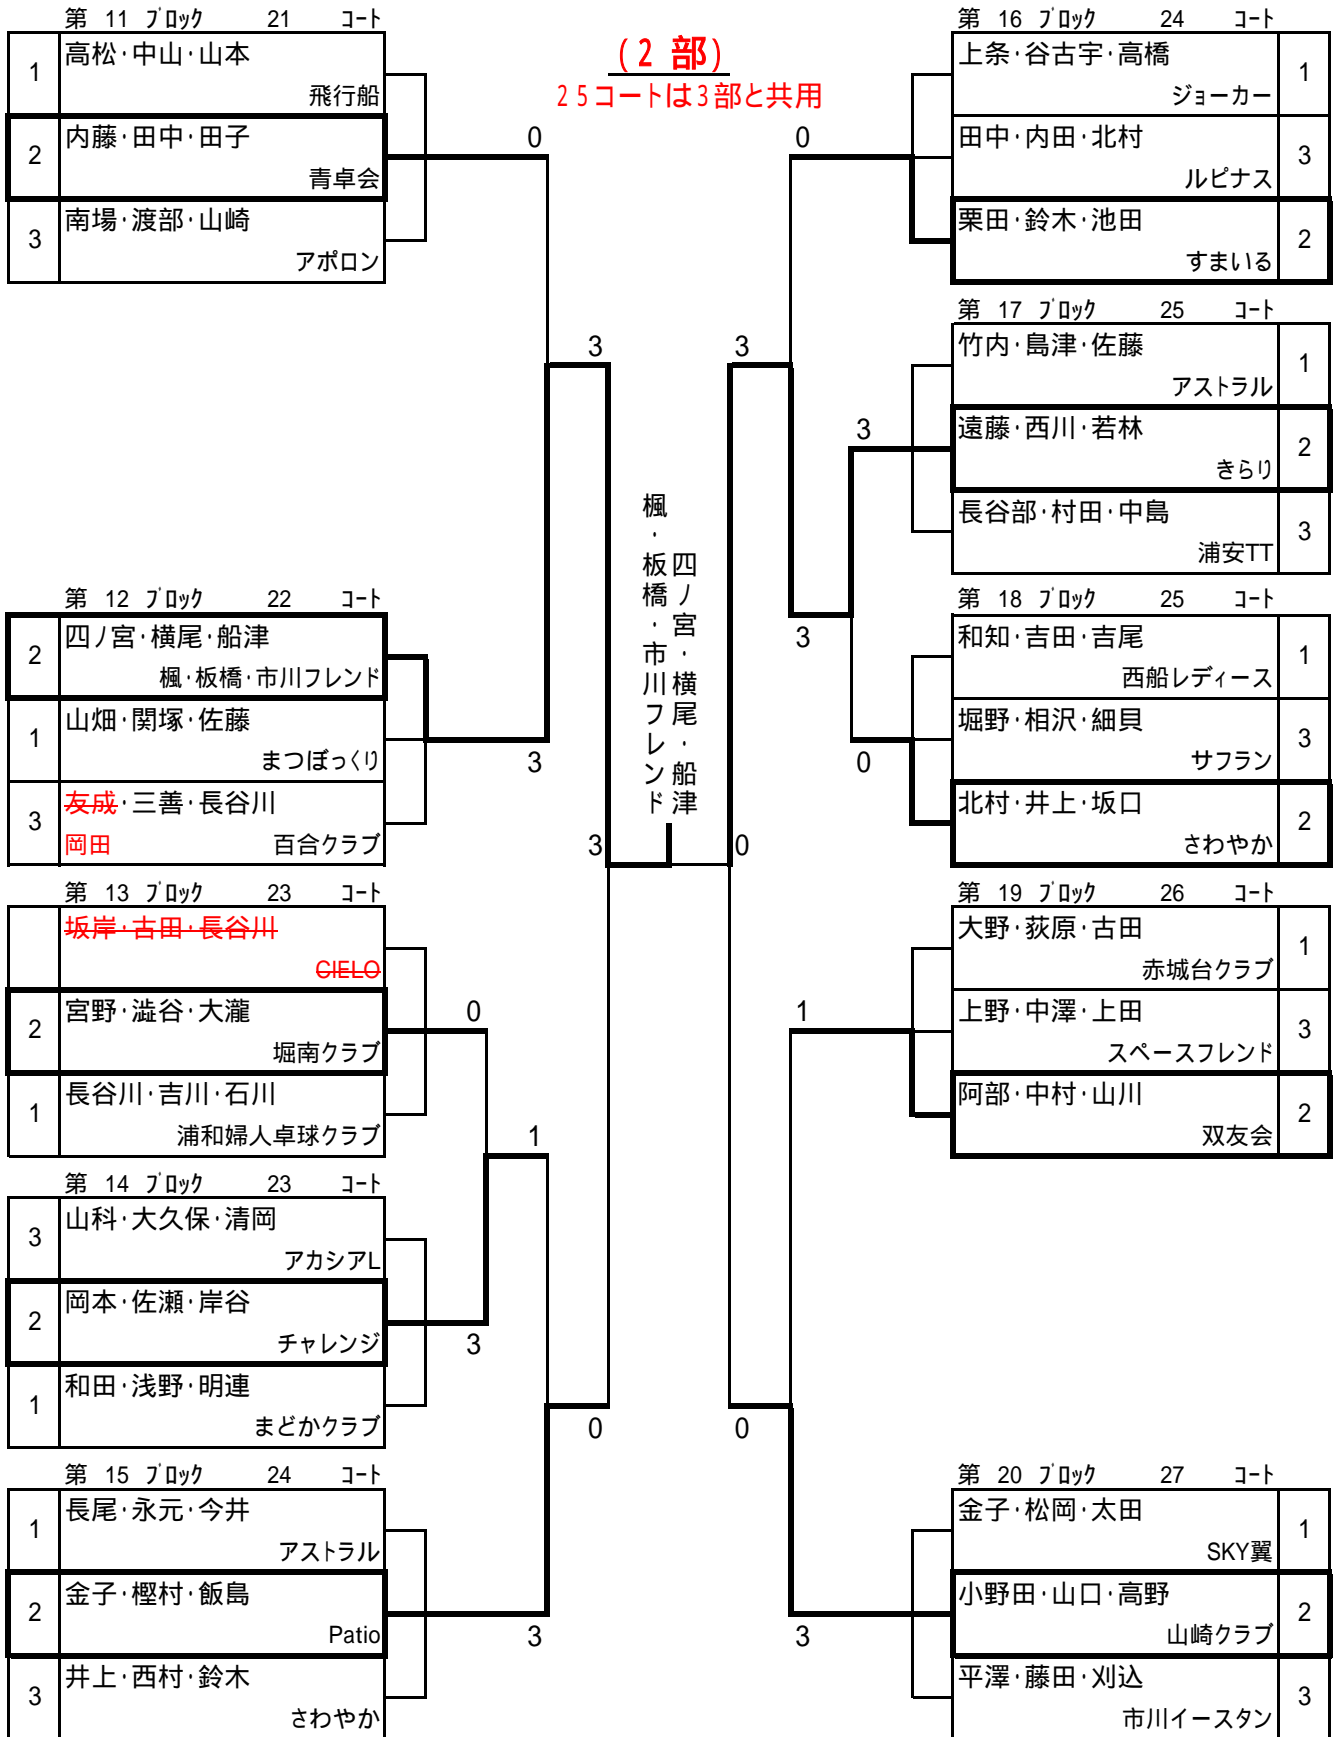 (２ 部)
２５コートは３部と共用
第 11 ブロック 21 コート
1 高松・中山・山本
飛行船
2 内藤・田中・田子
青卓会
3 南場・渡部・山崎
アポロン
第 12 ブロック 22 コート
2 四ノ宮・横尾・船津
楓・板橋・市川フレンド
1 山畑・関塚・佐藤
まつぼっくり
3 友成・三善・長谷川
岡田 百合クラブ
第 13 ブロック 23 コート
坂岸・古田・長谷川
CIELO
2 宮野・澁谷・大瀧
堀南クラブ
1 長谷川・吉川・石川
浦和婦人卓球クラブ
第 14 ブロック 23 コート
3 山科・大久保・清岡
アカシアL
2 岡本・佐瀬・岸谷
チャレンジ
1 和田・浅野・明連
まどかクラブ
第 15 ブロック 24 コート
1 長尾・永元・今井
アストラル
2 金子・樫村・飯島
Patio
3 井上・西村・鈴木
さわやか
0
3
3
3
0
1
3
0
3
四ノ宮・横尾・船津
楓・板橋・市川フレンド
3
0
0
3
3
0
1
0
3
第 16 ブロック 24 コート
上条・谷古宇・高橋 1
ジョーカー
田中・内田・北村 3
ルピナス
栗田・鈴木・池田 2
すまいる
第 17 ブロック 25 コート
竹内・島津・佐藤 1
アストラル
遠藤・西川・若林 2
きらり
長谷部・村田・中島 3
浦安TT
第 18 ブロック 25 コート
和知・吉田・吉尾 1
西船レディース
堀野・相沢・細貝 3
サフラン
北村・井上・坂口 2
さわやか
第 19 ブロック 26 コート
大野・荻原・古田 1
赤城台クラブ
上野・中澤・上田 3
スペースフレンド
阿部・中村・山川 2
双友会
第 20 ブロック 27 コート
金子・松岡・太田 1
SKY翼
小野田・山口・高野 2
山崎クラブ
平澤・藤田・刈込 3
市川イースタン